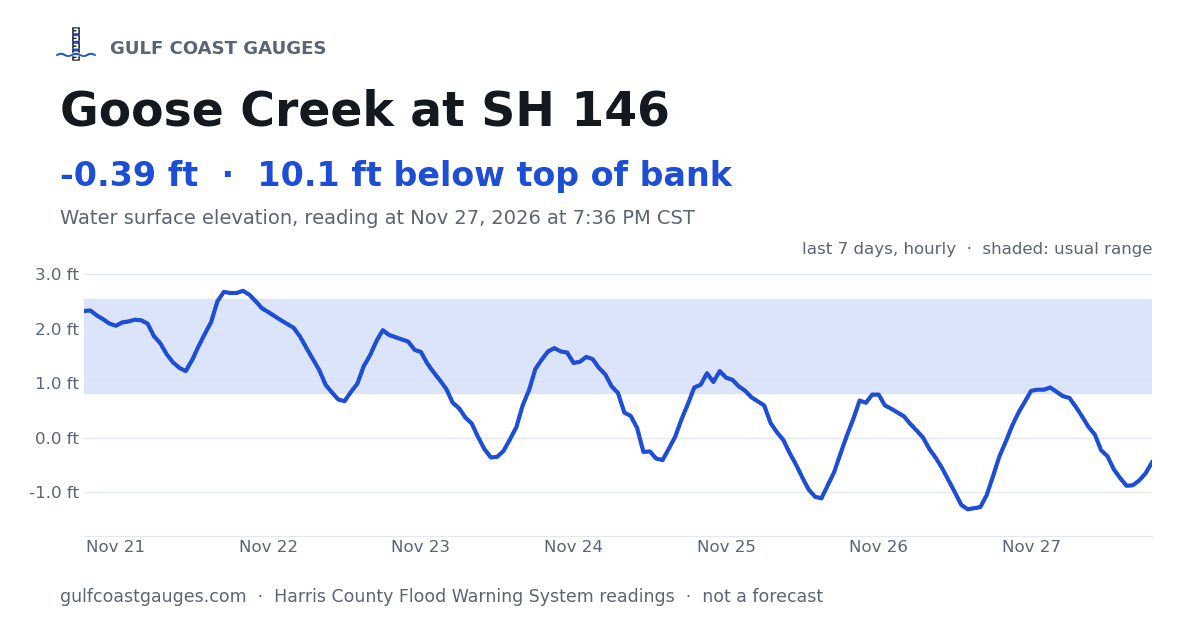 GULF COAST GAUGES
Goose Creek at SH 146
-0.39 ft · 10.1 ft below top of bank
Water surface elevation, reading at Nov 27, 2026 at 7:36 PM CST
last 7 days, hourly · shaded: usual range
3.0 ft
2.0 ft
1.0 ft
0.0 ft
-1.0 ft
Nov 21 Nov 22 Nov 23 Nov 24 Nov 25 Nov 26 Nov 27
gulfcoastgauges.com · Harris County Flood Warning System readings · not a forecast